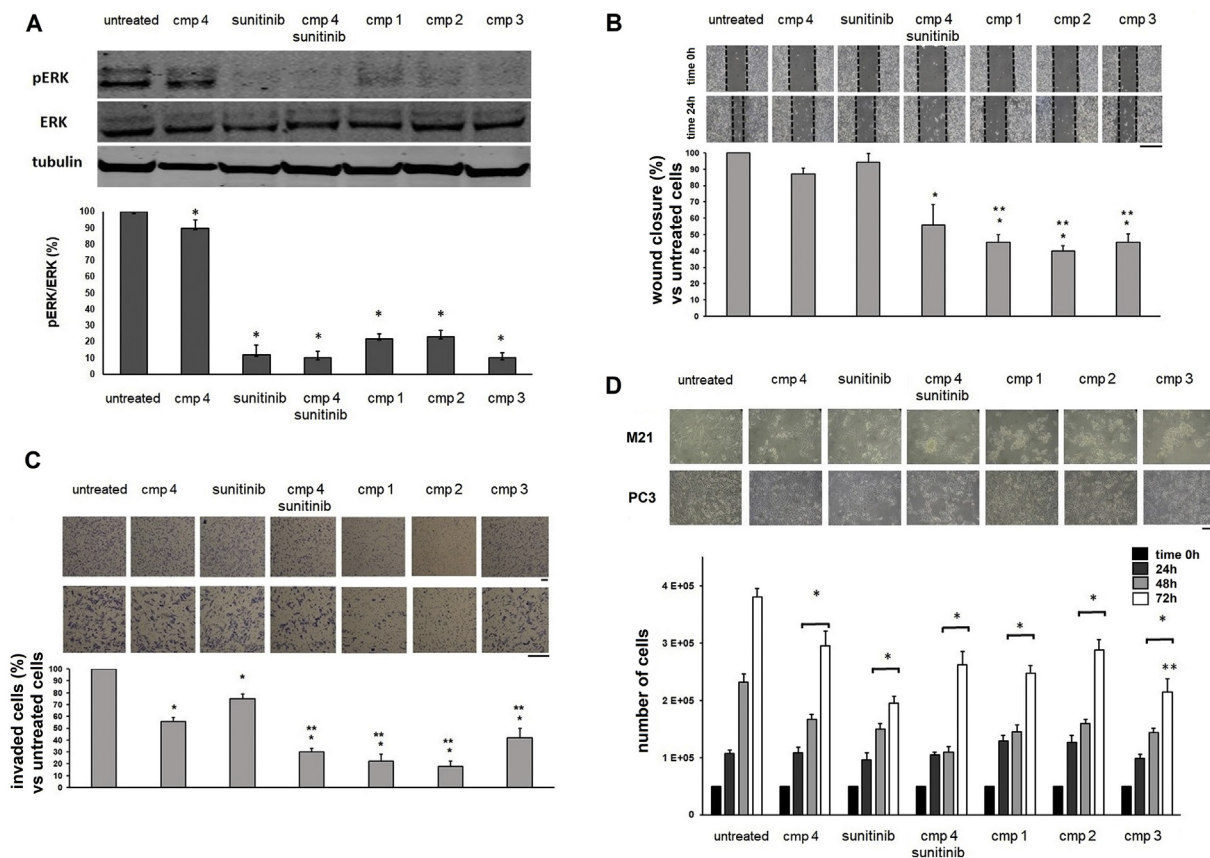 A
untreated cmp 4 sunitinib cmp 4 cmp 1 cmp 2 cmp 3
sunitinib
pERK
ERK
tubulin
pERK/ERK (%)
100
90
80
70
60
50
40
30
20
10
0
* * * * * *
untreated cmp 4 sunitinib cmp 4 cmp 1 cmp 2 cmp 3
sunitinib
B
untreated cmp 4 sunitinib cmp 4 cmp 1 cmp 2 cmp 3
sunitinib
time 0h
time 24h
wound closure (%)
vs untreated cells
100
90
80
70
60
50
40
30
20
10
0
** ** **
* * * *
C
untreated cmp 4 sunitinib cmp 4 cmp 1 cmp 2 cmp 3
sunitinib
invaded cells (%)
vs untreated cells
100
90
80
70
60
50
40
30
20
10
0
** ** ** **
* * * * * *
D
untreated cmp 4 sunitinib cmp 4 cmp 1 cmp 2 cmp 3
sunitinib
M21
PC3
time 0h
24h
48h
72h
number of cells
4 E+05
3 E+05
2 E+05
1 E+05
0
* * * * * *
**
untreated cmp 4 sunitinib cmp 4 cmp 1 cmp 2 cmp 3
sunitinib